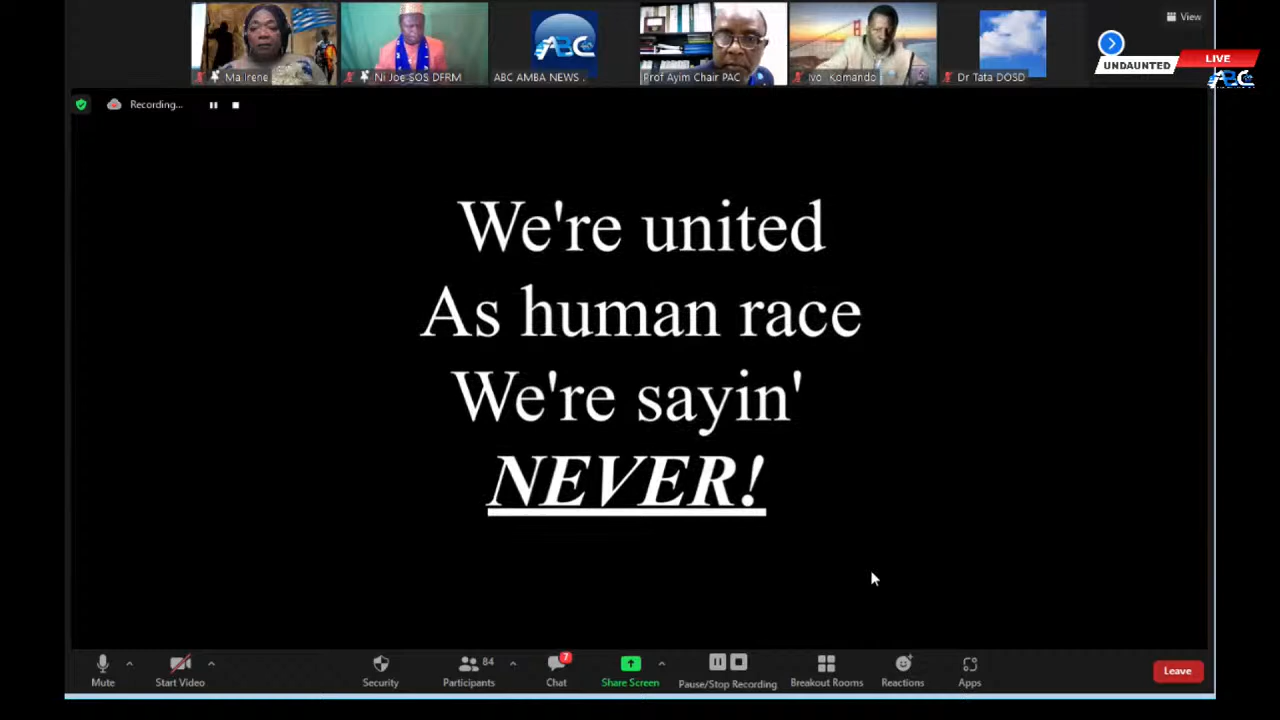 View
Ma Irene
Ni Joe SOS DFRM
ABC AMBA NEWS .
Prof Ayim Chair PAC
Ivo Komando
Dr Tata DOSD
ABC
UNDAUNTED
LIVE
ABC
Recording...
We're united
As human race
We're sayin'
NEVER!
Mute
Start Video
Security
84
Participants
7
Chat
Share Screen
Pause/Stop Recording
Breakout Rooms
Reactions
Apps
Leave